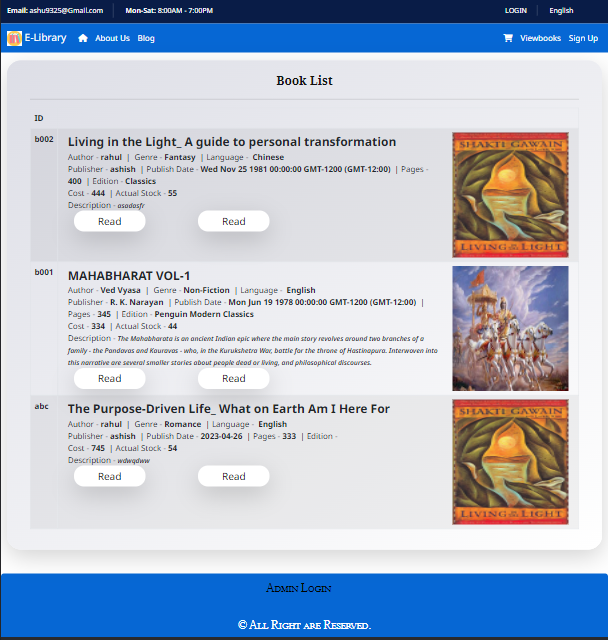 Email: ashu9325@Gmail.com Mon-Sat: 8:00AM - 7:00PM LOGIN English
E-Library About Us Blog Viewbooks Sign Up
Book List
ID
b002
Living in the Light_ A guide to personal transformation
Author - rahul | Genre - Fantasy | Language - Chinese
Publisher - ashish | Publish Date - Wed Nov 25 1981 00:00:00 GMT-1200 (GMT-12:00) | Pages -
400 | Edition - Classics
Cost - 444 | Actual Stock - 55
Description - asadasfr
Read Read
SHAKTI GAWAIN
LIVING IN THE LIGHT
b001
MAHABHARAT VOL-1
Author - Ved Vyasa | Genre - Non-Fiction | Language - English
Publisher - R. K. Narayan | Publish Date - Mon Jun 19 1978 00:00:00 GMT-1200 (GMT-12:00) |
Pages - 345 | Edition - Penguin Modern Classics
Cost - 334 | Actual Stock - 44
Description - The Mahabharata is an ancient Indian epic where the main story revolves around two branches of a
family - the Pandavas and Kauravas - who, in the Kurukshetra War, battle for the throne of Hastinapura. Interwoven into
this narrative are several smaller stories about people dead or living, and philosophical discourses.
Read Read
abc
The Purpose-Driven Life_ What on Earth Am I Here For
Author - rahul | Genre - Romance | Language - English
Publisher - ashish | Publish Date - 2023-04-26 | Pages - 333 | Edition -
Cost - 745 | Actual Stock - 54
Description - wdwqdww
Read Read
SHAKTI GAWAIN
LIVING IN THE LIGHT
Admin Login
© All Right are Reserved.